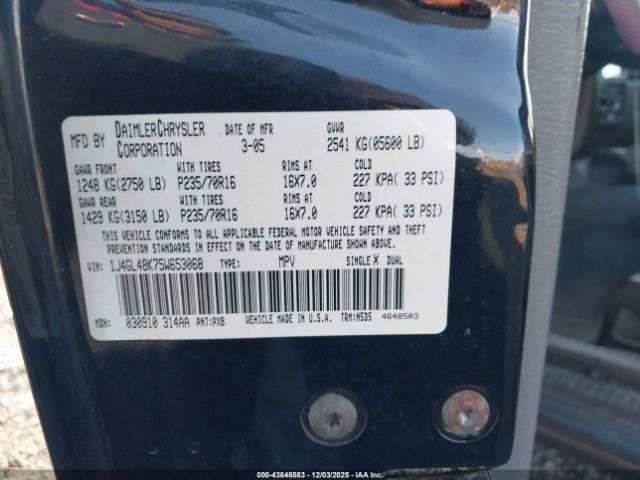 MFD BY DAIMLERCHRYSLER CORPORATION DATE OF MFR 3-05 GVWR 2541 KG(05600 LB)
GAWR FRONT WITH TIRES RIMS AT COLD
1248 KG(2750 LB) P235/70R16 16X7.0 227 KPA( 33 PSI)
GAWR REAR WITH TIRES RIMS AT COLD
1429 KG(3150 LB) P235/70R16 16X7.0 227 KPA( 33 PSI)
THIS VEHICLE CONFORMS TO ALL APPLICABLE FEDERAL MOTOR VEHICLE SAFETY, BUMPER, AND THEFT
PREVENTION STANDARDS IN EFFECT ON THE DATE OF MANUFACTURE SHOWN ABOVE.
VIN: 1J4GL48K75W653068 TYPE: MPV SINGLE X DUAL
MDH: 030910 314AA PNT:PXB VEHICLE MADE IN U.S.A. TRM:N5D5 4648503
000-43848583 - 12/03/2025 - IAA Inc.